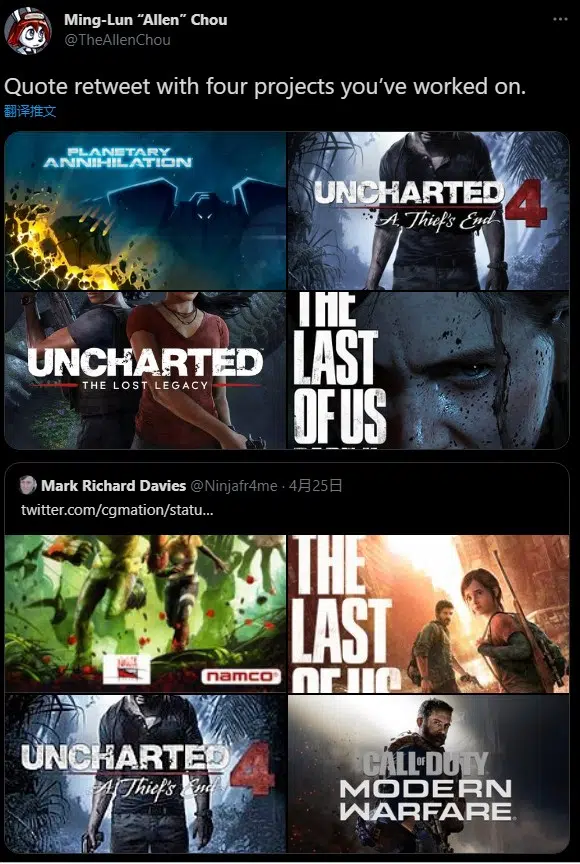 Ming-Lun “Allen” Chou
@TheAllenChou
Quote retweet with four projects you’ve worked on.
翻译推文
PLANETARY
ANNIHILATION
UNCHARTED 4
A Thief's End
UNCHARTED
THE LOST LEGACY
THE
LAST
OF US
PART II
Mark Richard Davies @Ninjafr4me · 4月25日
twitter.com/cgmation/statu...
namco
THE
LAST
OF US
UNCHARTED 4
A Thief's End
CALL OF DUTY
MODERN
WARFARE